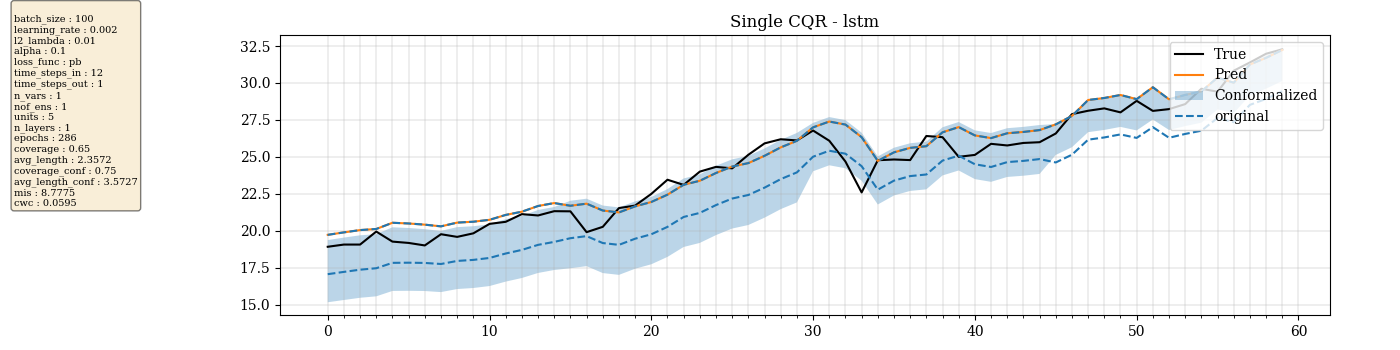 batch_size : 100
learning_rate : 0.002
l2_lambda : 0.01
alpha : 0.1
loss_func : pb
time_steps_in : 12
time_steps_out : 1
n_vars : 1
nof_ens : 1
units : 5
n_layers : 1
epochs : 286
coverage : 0.65
avg_length : 2.3572
coverage_conf : 0.75
avg_length_conf : 3.5727
mis : 8.7775
cwc : 0.0595
Single CQR - lstm
32.5
30.0
27.5
25.0
22.5
20.0
17.5
15.0
0 10 20 30 40 50 60
True
Pred
Conformalized
original